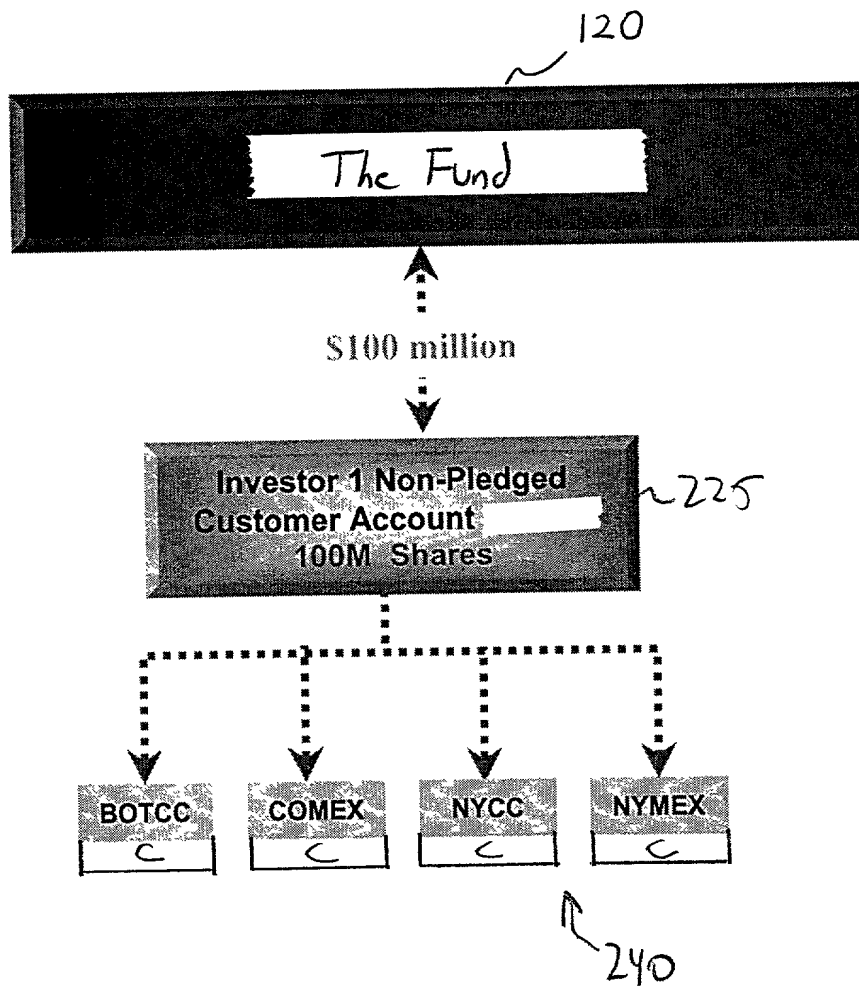 120
The Fund
$100 million
Investor 1 Non-Pledged
225
Customer Account
100M Shares
BOTCC COMEX NYCC NYMEX
C C C C
240